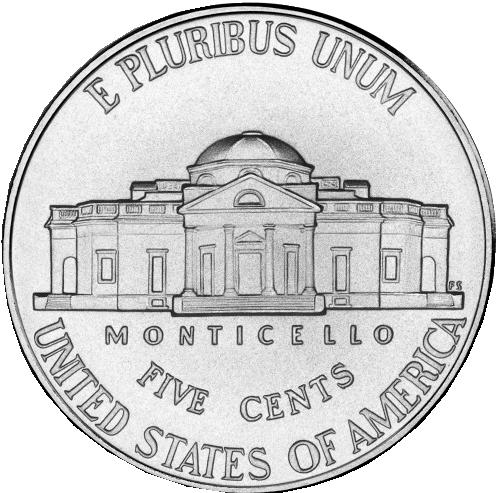 E PLURIBUS UNUM
FS
MONTICELLO
FIVE CENTS
UNITED STATES OF AMERICA